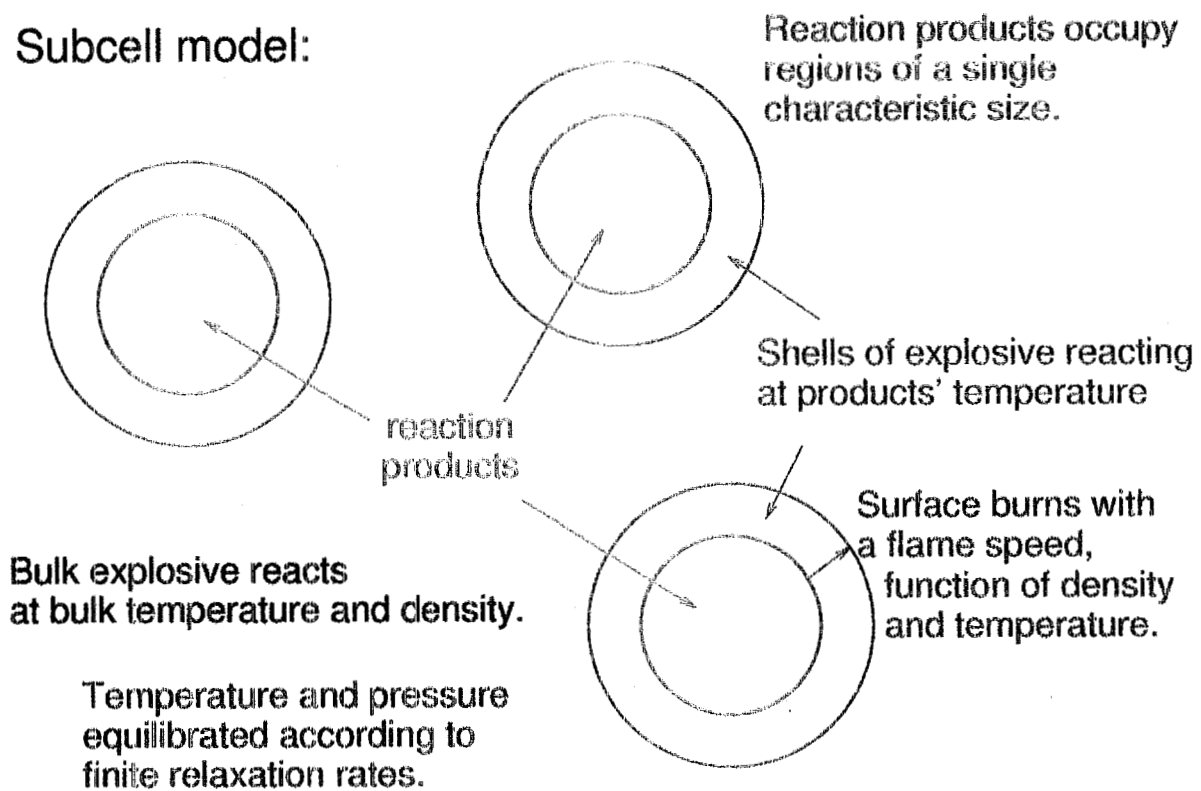 Subcell model:
Reaction products occupy
regions of a single
characteristic size.
Shells of explosive reacting
at products' temperature
reaction
products
Surface burns with
a flame speed,
function of density
and temperature.
Bulk explosive reacts
at bulk temperature and density.
Temperature and pressure
equilibrated according to
finite relaxation rates.